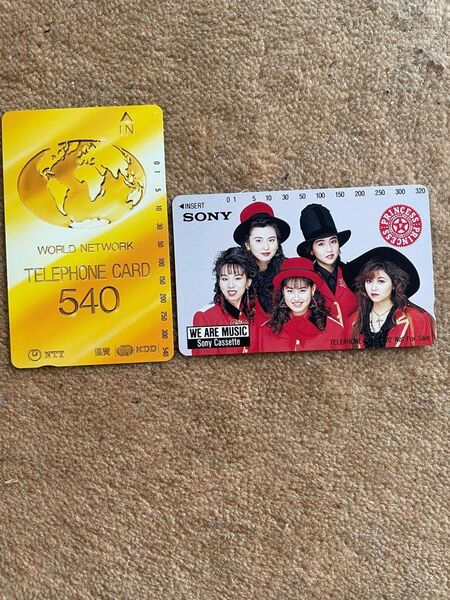 IN
0 1 5 10 30 50 100 150 200 250 300 540
WORLD NETWORK
TELEPHONE CARD
540
NTT
KDD
INSERT
0 1 5 10 30 50 100 150 200 250 300 320
SONY
PRINCESS PRINCESS
WE ARE MUSIC
Sony Cassette
TELEPHONE
20 Not For Sale